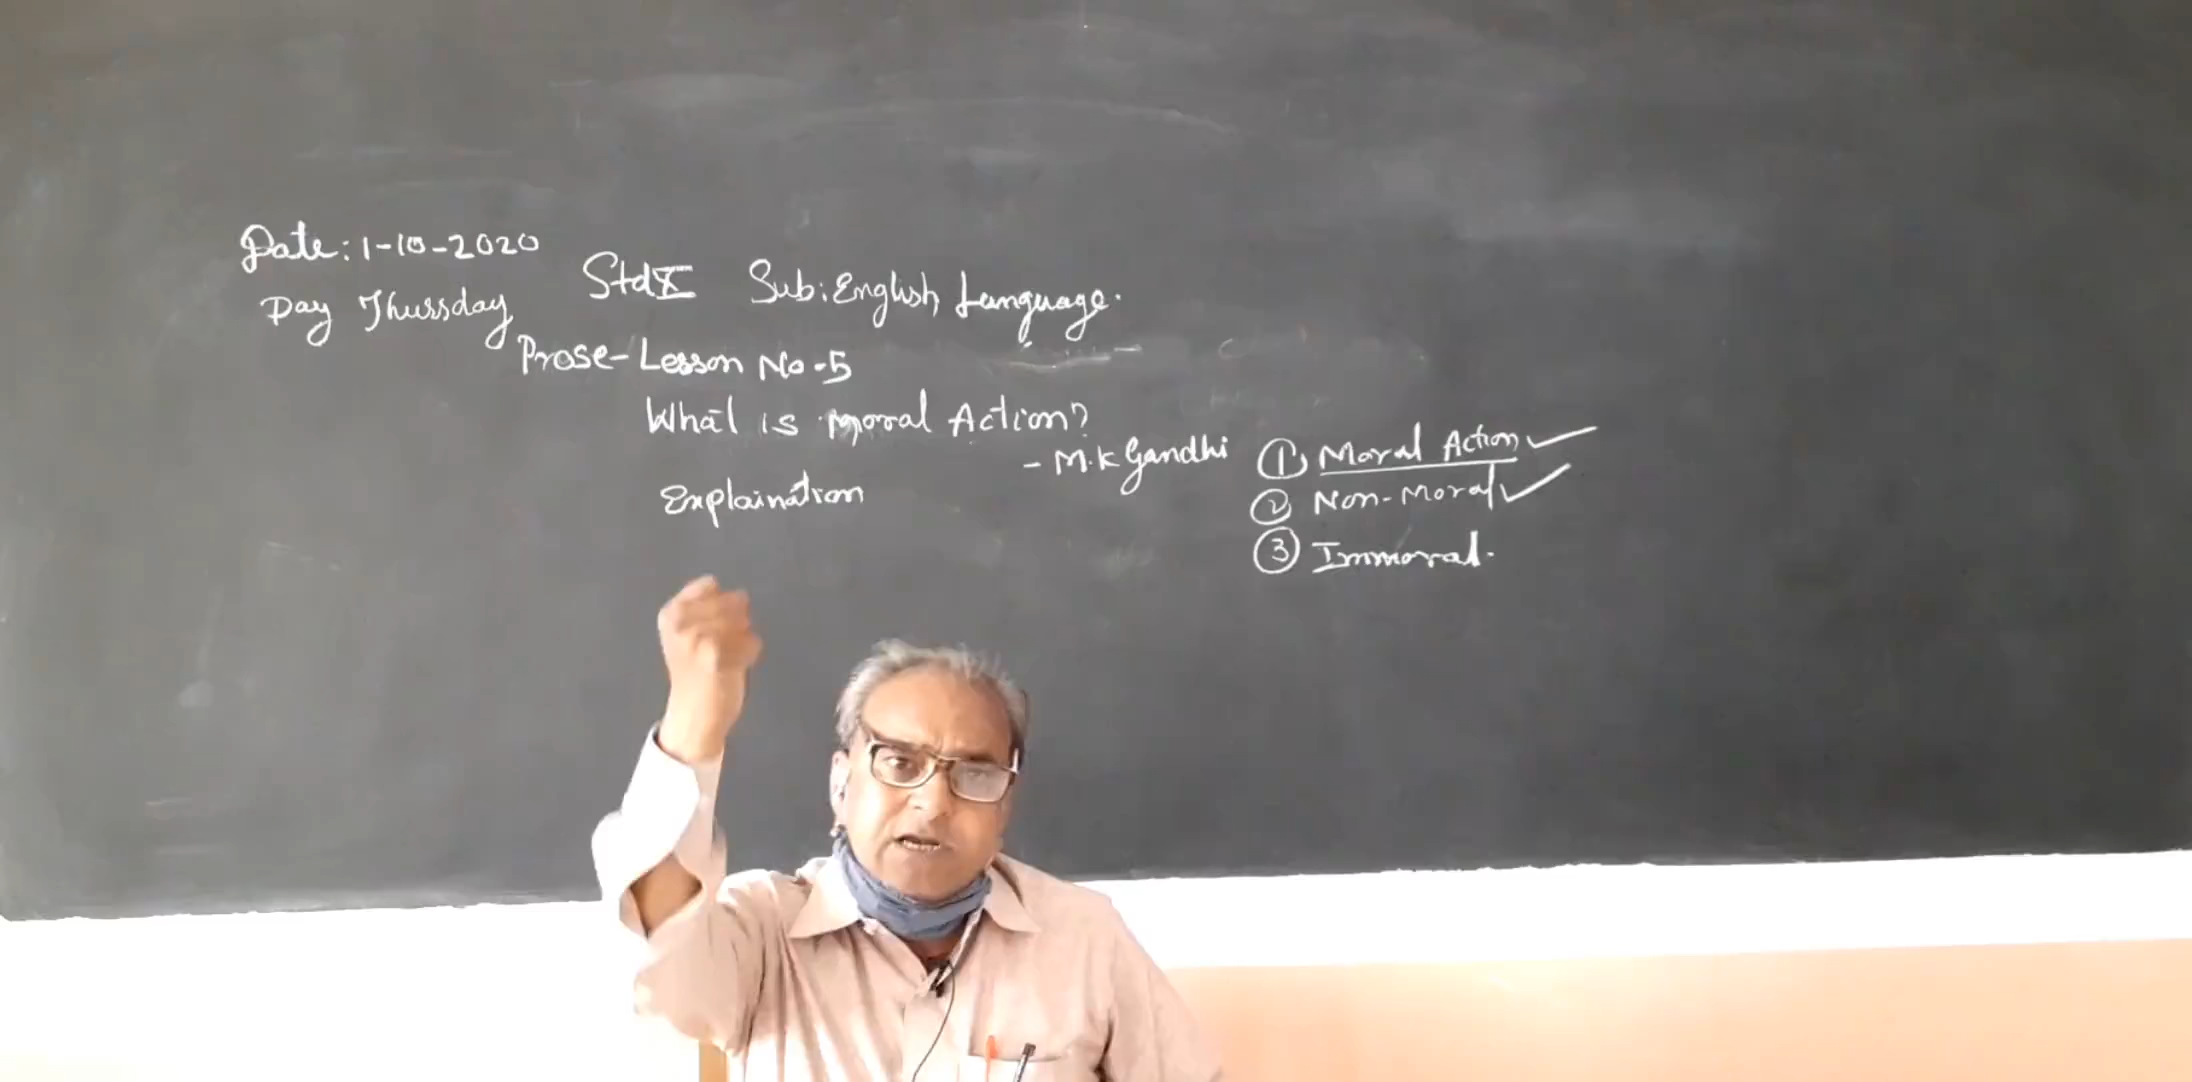 Date: 1-10-2020
Day Thursday
Std X Sub: English Language.
Prose- Lesson No-5
What is Moral Action?
- M.K Gandhi
Explaination
① Moral Action ✓
② Non-Moral ✓
③ Immoral.